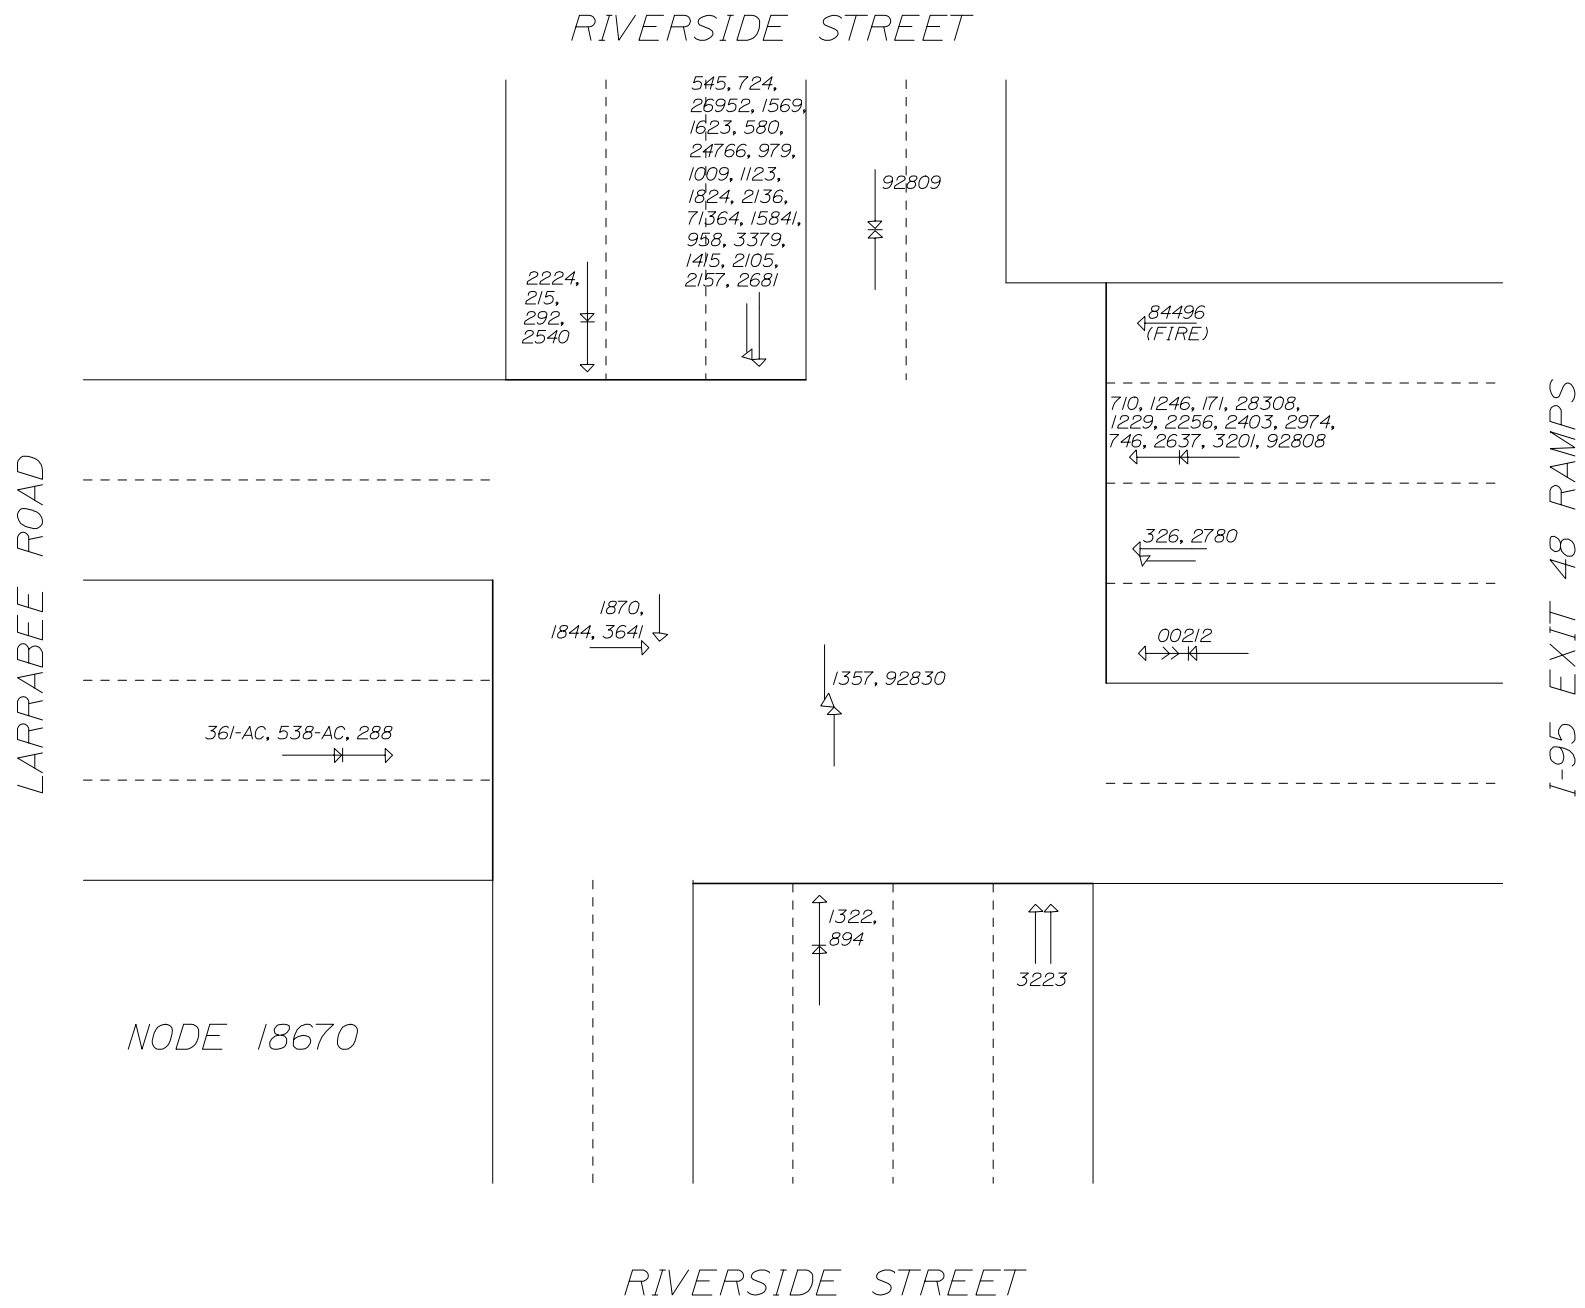 RIVERSIDE STREET
545, 724,
26952, 1569,
1623, 580,
24766, 979,
1009, 1123,
1824, 2136,
71364, 15841,
958, 3379,
1415, 2105,
2157, 2681
92809
2224,
215,
292,
2540
84496
(FIRE)
710, 1246, 171, 28308,
1229, 2256, 2403, 2974,
746, 2637, 3201, 92808
326, 2780
00212
LARRABEE ROAD
I-95 EXIT 48 RAMPS
1870,
1844, 3641
1357, 92830
361-AC, 538-AC, 288
1322,
894
3223
NODE 18670
RIVERSIDE STREET